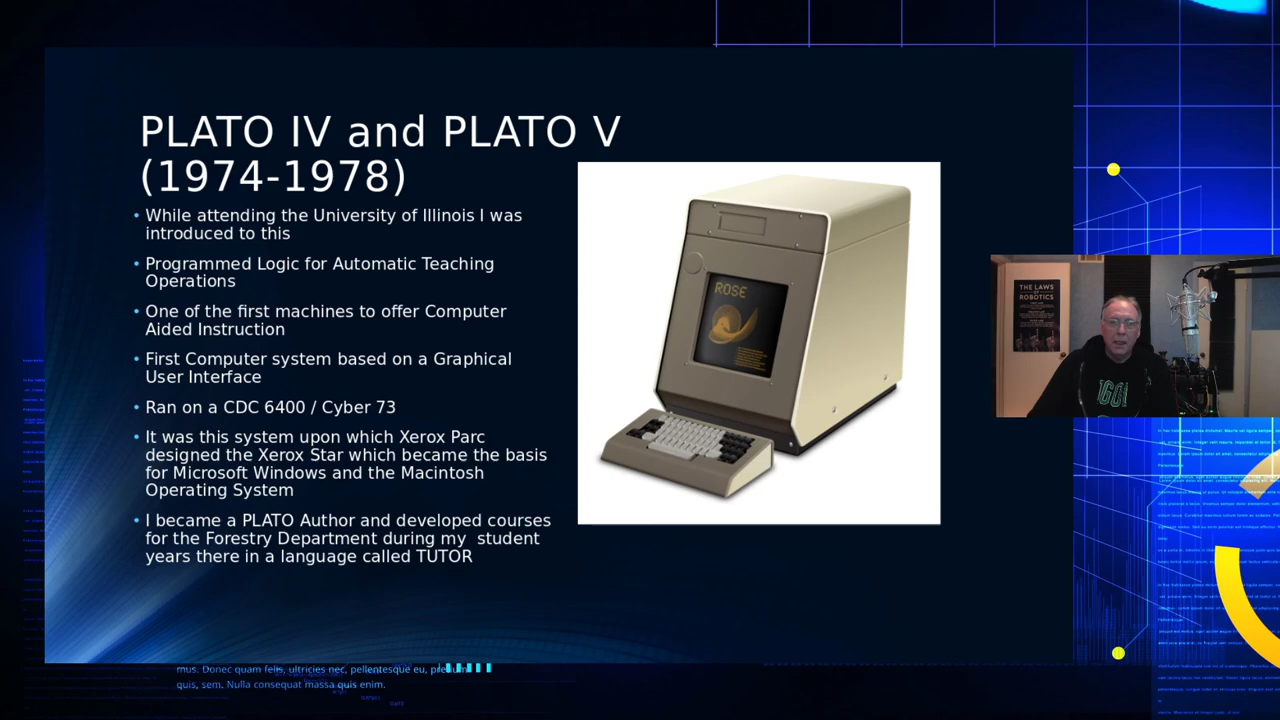 PLATO IV and PLATO V
(1974-1978)
• While attending the University of Illinois I was
introduced to this
• Programmed Logic for Automatic Teaching
Operations
• One of the first machines to offer Computer
Aided Instruction
• First Computer system based on a Graphical
User Interface
• Ran on a CDC 6400 / Cyber 73
• It was this system upon which Xerox Parc
designed the Xerox Star which became the basis
for Microsoft Windows and the Macintosh
Operating System
• I became a PLATO Author and developed courses
for the Forestry Department during my student
years there in a language called TUTOR
ROSE
THE LAWS
OF
ROBOTICS
mus. Donec quam felis, ultricies nec, pellentesque eu,
quis, sem. Nulla consequat massa quis enim.